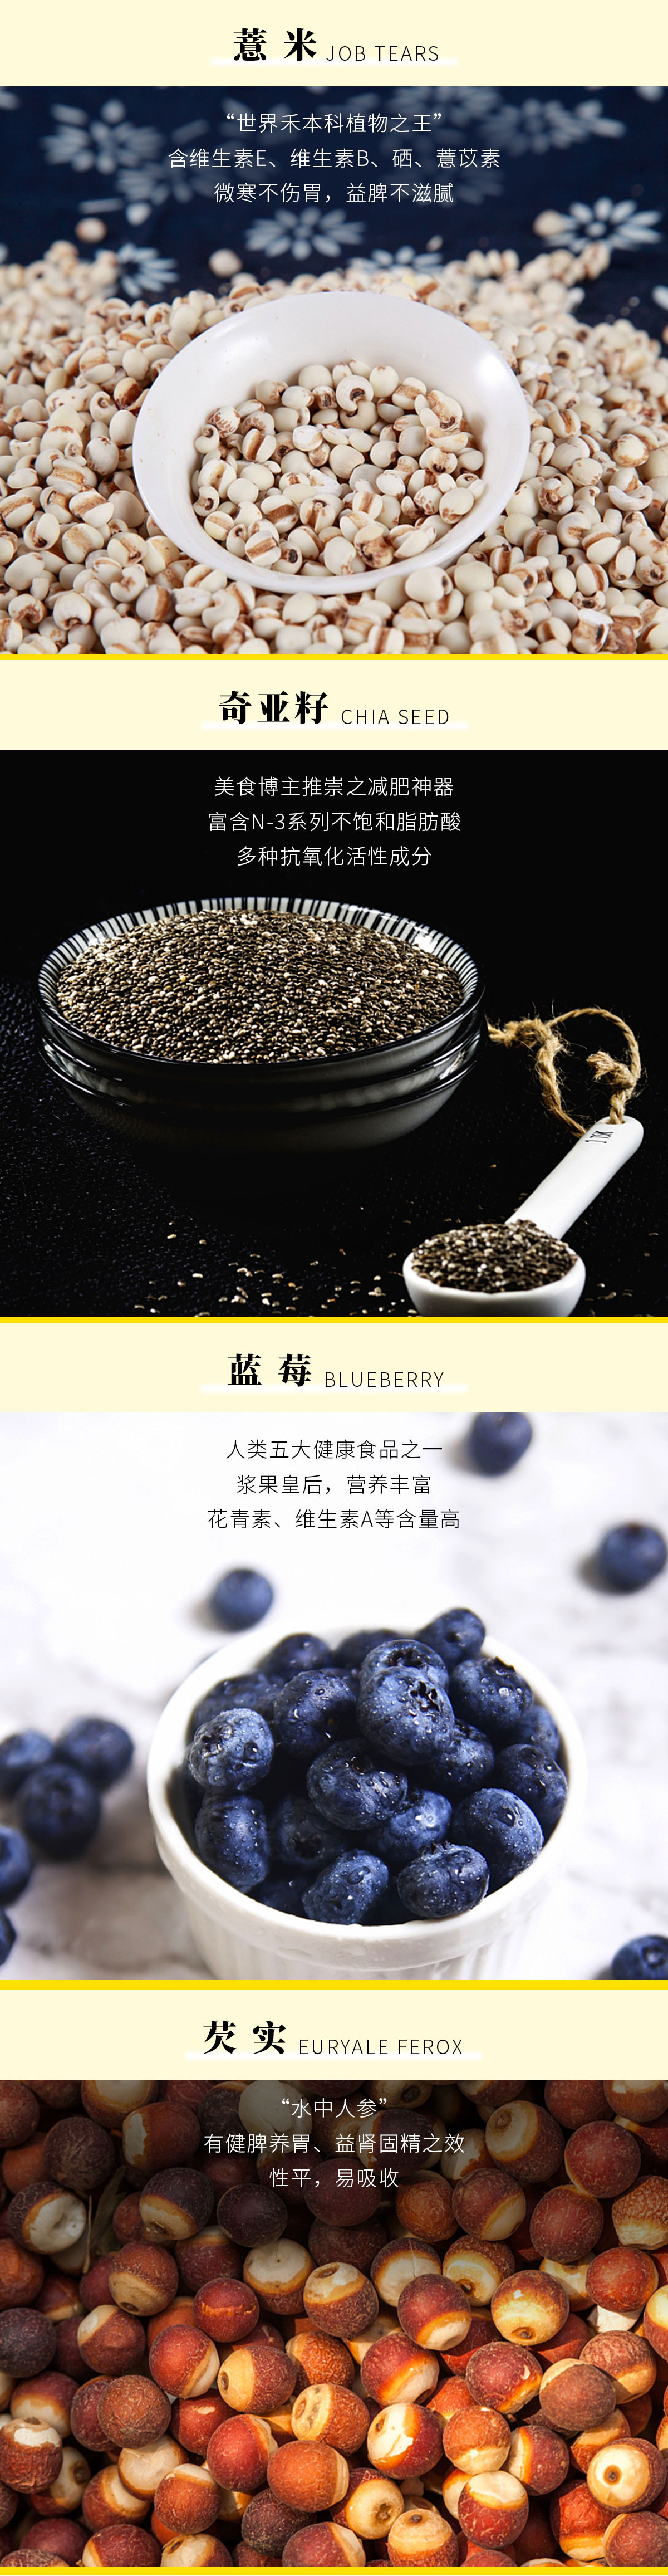 薏米 JOB TEARS
“世界禾本科植物之王”
含维生素E、维生素B、硒、薏苡素
微寒不伤胃，益脾不滋腻
奇亚籽 CHIA SEED
美食博主推崇之减肥神器
富含N-3系列不饱和脂肪酸
多种抗氧化活性成分
蓝莓 BLUEBERRY
人类五大健康食品之一
浆果皇后，营养丰富
花青素、维生素A等含量高
芡实 EURYALE FEROX
“水中人参”
有健脾养胃、益肾固精之效
性平，易吸收